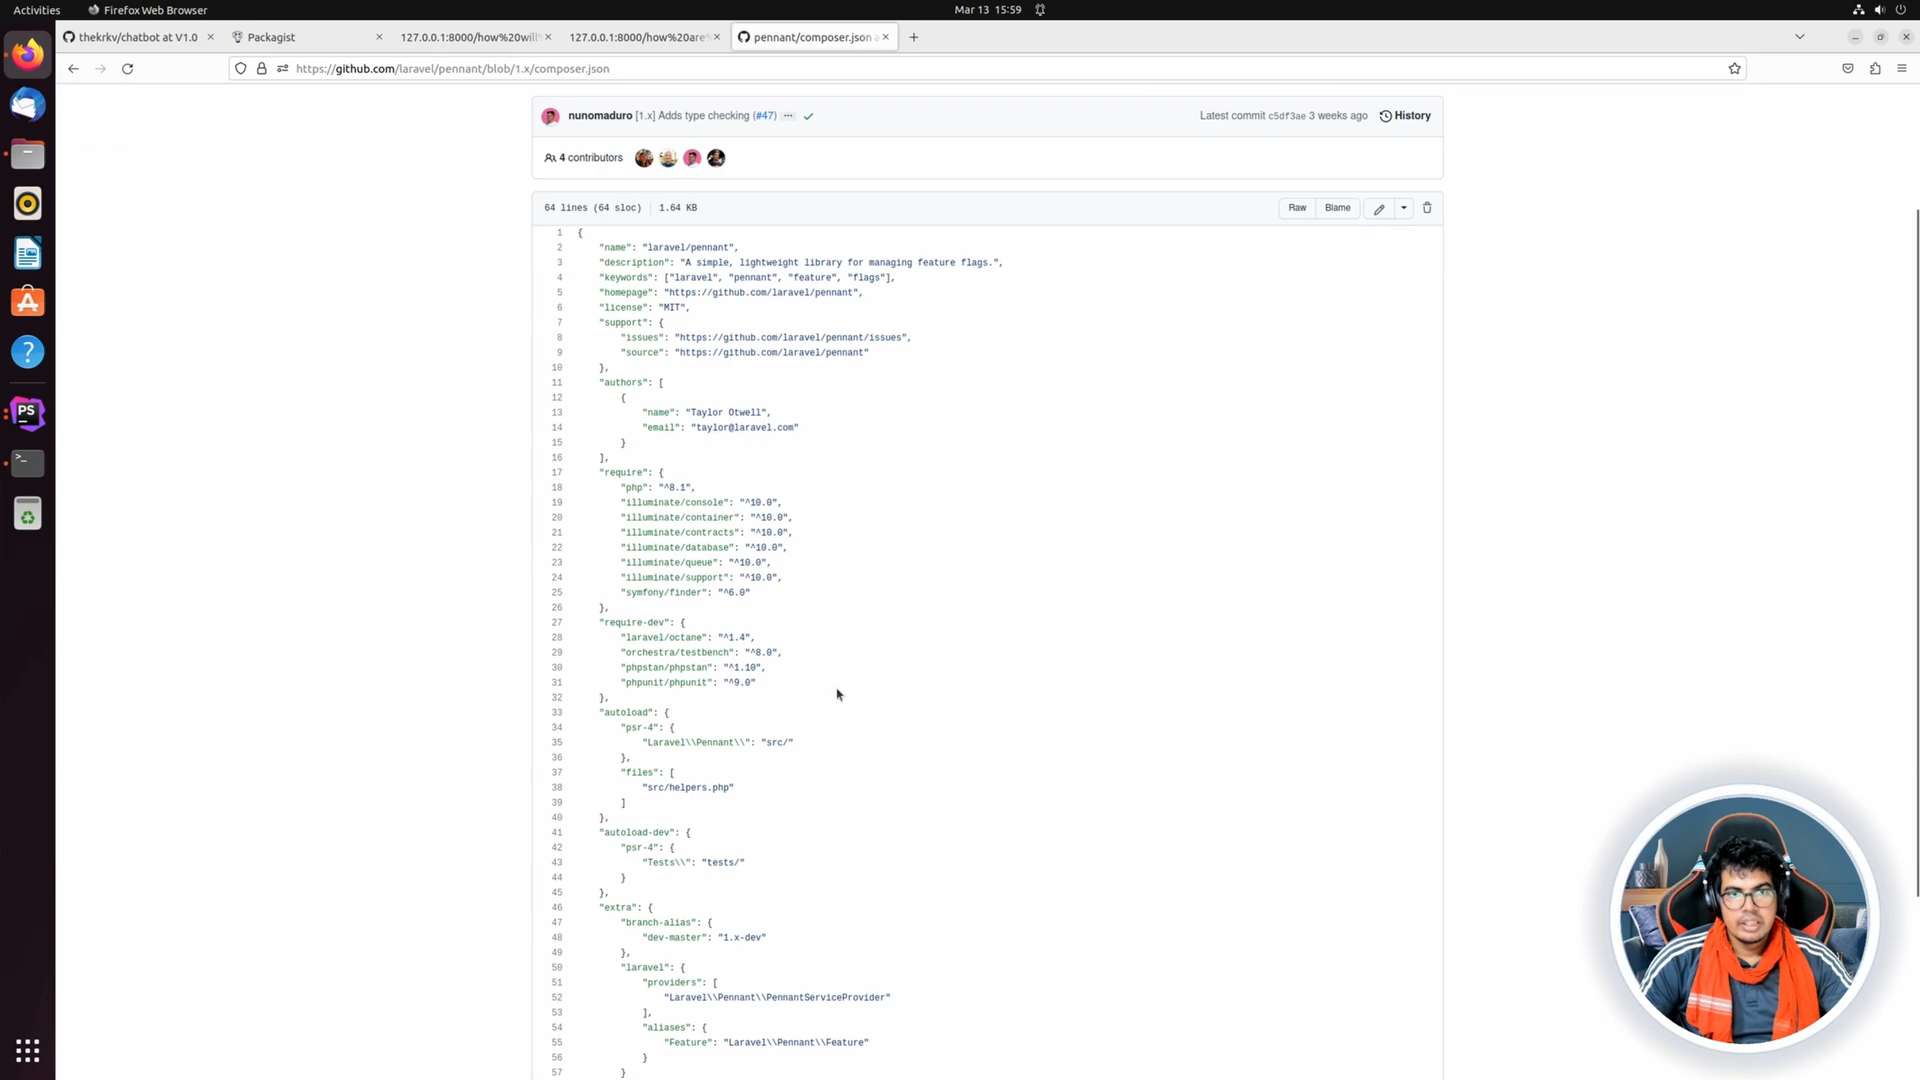 Activities
Firefox Web Browser
Mar 13 15:59
thekrkv/chatbot at V1.0
Packagist
127.0.0.1:8000/how%20will
127.0.0.1:8000/how%20are
pennant/composer.json a
https://github.com/laravel/pennant/blob/1.x/composer.json
nunomaduro [1.x] Adds type checking (#47) ...
Latest commit c5df3ae 3 weeks ago
History
4 contributors
64 lines (64 sloc) 1.64 KB
Raw
Blame
1 {
2 "name": "laravel/pennant",
3 "description": "A simple, lightweight library for managing feature flags.",
4 "keywords": ["laravel", "pennant", "feature", "flags"],
5 "homepage": "https://github.com/laravel/pennant",
6 "license": "MIT",
7 "support": {
8 "issues": "https://github.com/laravel/pennant/issues",
9 "source": "https://github.com/laravel/pennant"
10 },
11 "authors": [
12 {
13 "name": "Taylor Otwell",
14 "email": "taylor@laravel.com"
15 }
16 ],
17 "require": {
18 "php": "^8.1",
19 "illuminate/console": "^10.0",
20 "illuminate/container": "^10.0",
21 "illuminate/contracts": "^10.0",
22 "illuminate/database": "^10.0",
23 "illuminate/queue": "^10.0",
24 "illuminate/support": "^10.0",
25 "symfony/finder": "^6.0"
26 },
27 "require-dev": {
28 "laravel/octane": "^1.4",
29 "orchestra/testbench": "^8.0",
30 "phpstan/phpstan": "^1.10",
31 "phpunit/phpunit": "^9.0"
32 },
33 "autoload": {
34 "psr-4": {
35 "Laravel\\Pennant\\": "src/"
36 },
37 "files": [
38 "src/helpers.php"
39 ]
40 },
41 "autoload-dev": {
42 "psr-4": {
43 "Tests\\": "tests/"
44 }
45 },
46 "extra": {
47 "branch-alias": {
48 "dev-master": "1.x-dev"
49 },
50 "laravel": {
51 "providers": [
52 "Laravel\\Pennant\\PennantServiceProvider"
53 ],
54 "aliases": {
55 "Feature": "Laravel\\Pennant\\Feature"
56 }
57 }
PS